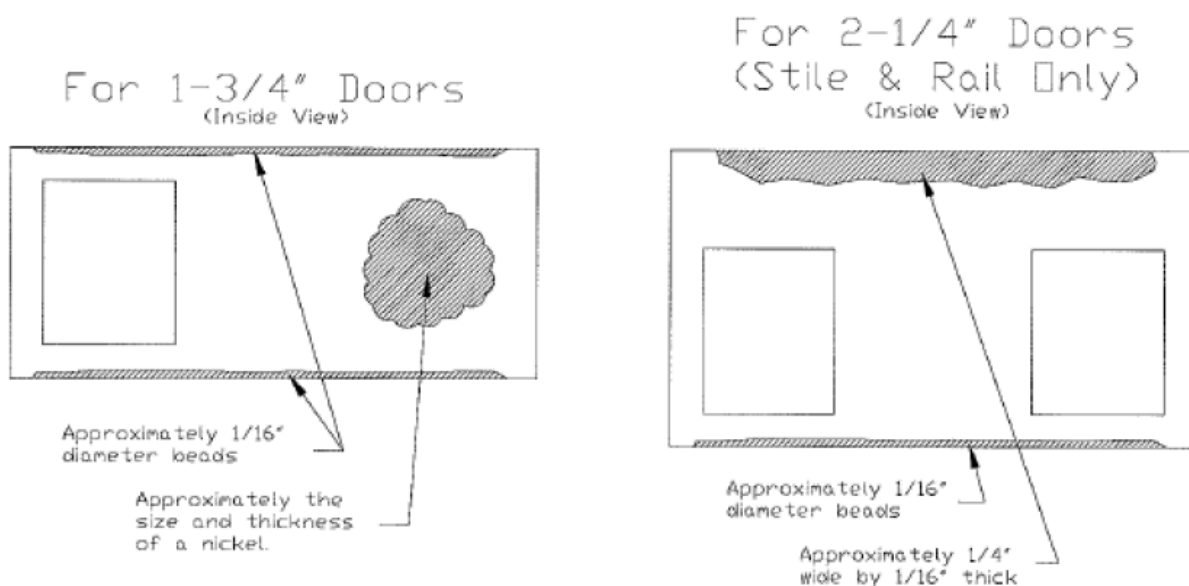 For 1-3/4" Doors
(Inside View)
Approximately 1/16"
diameter beads
Approximately the
size and thickness
of a nickel.
For 2-1/4" Doors
(Stile & Rail Only)
(Inside View)
Approximately 1/16"
diameter beads
Approximately 1/4"
wide by 1/16" thick